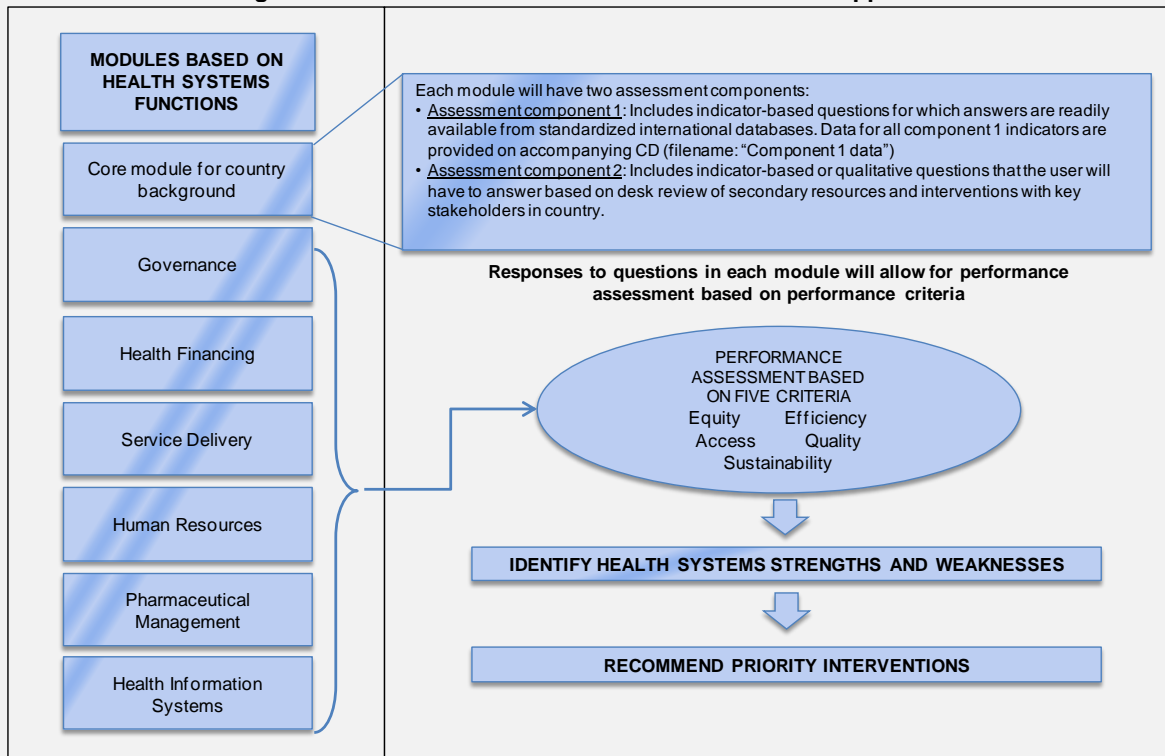 MODULES BASED ON
HEALTH SYSTEMS
FUNCTIONS
Core module for country
background
Governance
Health Financing
Service Delivery
Human Resources
Pharmaceutical
Management
Health Information
Systems
Each module will have two assessment components:
• Assessment component 1: Includes indicator-based questions for which answers are readily
available from standardized international databases. Data for all component 1 indicators are
provided on accompanying CD (filename: “Component 1 data”)
• Assessment component 2: Includes indicator-based or qualitative questions that the user will
have to answer based on desk review of secondary resources and interventions with key
stakeholders in country.
Responses to questions in each module will allow for performance
assessment based on performance criteria
PERFORMANCE
ASSESSMENT BASED
ON FIVE CRITERIA
Equity Efficiency
Access Quality
Sustainability
IDENTIFY HEALTH SYSTEMS STRENGTHS AND WEAKNESSES
RECOMMEND PRIORITY INTERVENTIONS